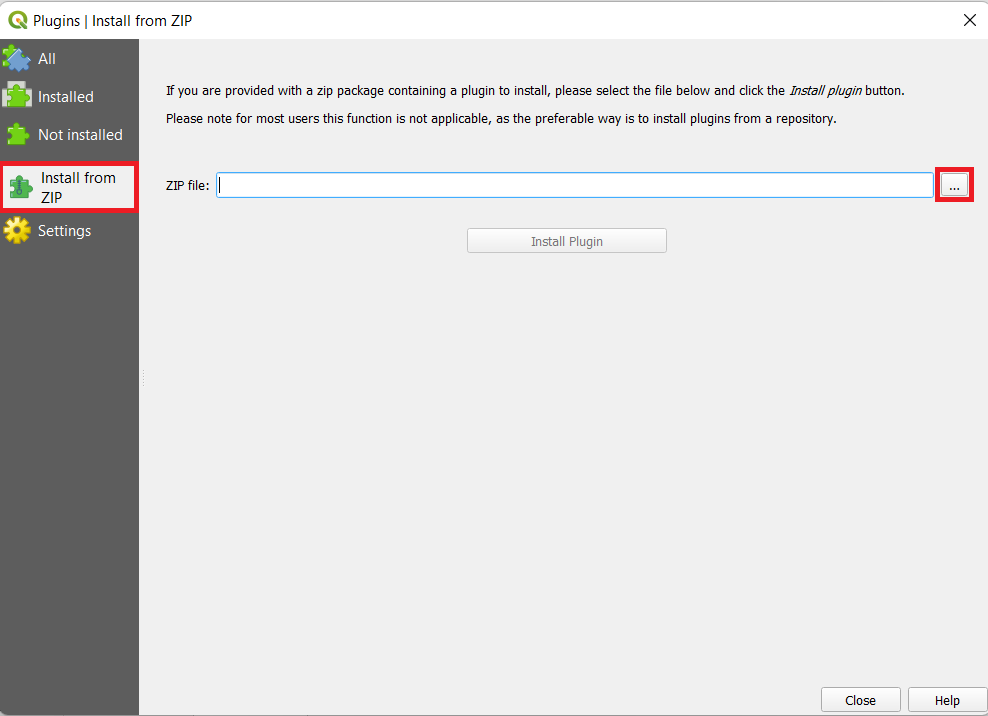 Plugins | Install from ZIP
All
Installed
Not installed
Install from
ZIP
Settings
If you are provided with a zip package containing a plugin to install, please select the file below and click the Install plugin button.
Please note for most users this function is not applicable, as the preferable way is to install plugins from a repository.
ZIP file:
...
Install Plugin
Close
Help